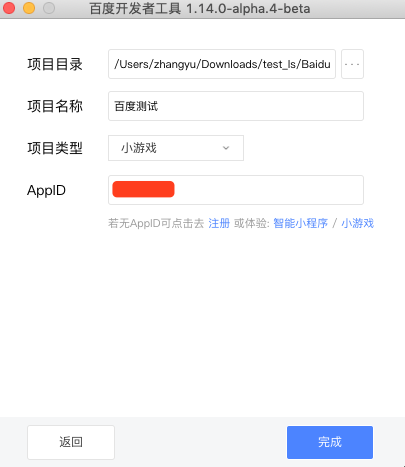 百度开发者工具 1.14.0-alpha.4-beta
项目目录 /Users/zhangyu/Downloads/test_ls/Baidu ···
项目名称 百度测试
项目类型 小游戏
AppID
若无AppID可点击去 注册 或体验: 智能小程序 / 小游戏
返回 完成